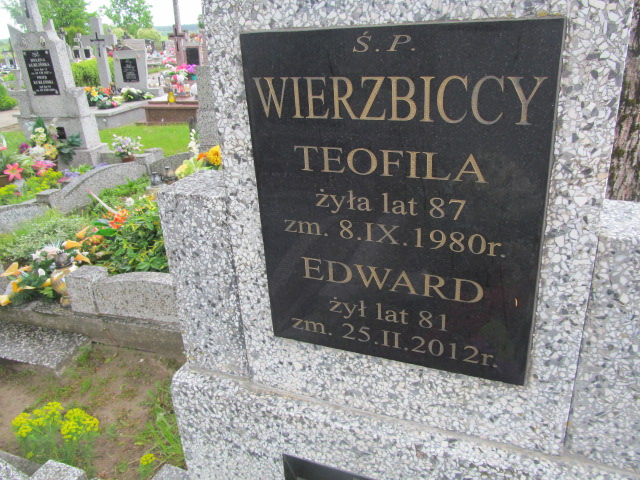 Ś.P.
WIERZBICCY
TEOFILA
żyła lat 87
zm. 8.IX.1980r.
EDWARD
żył lat 81
zm. 25.II.2012r.